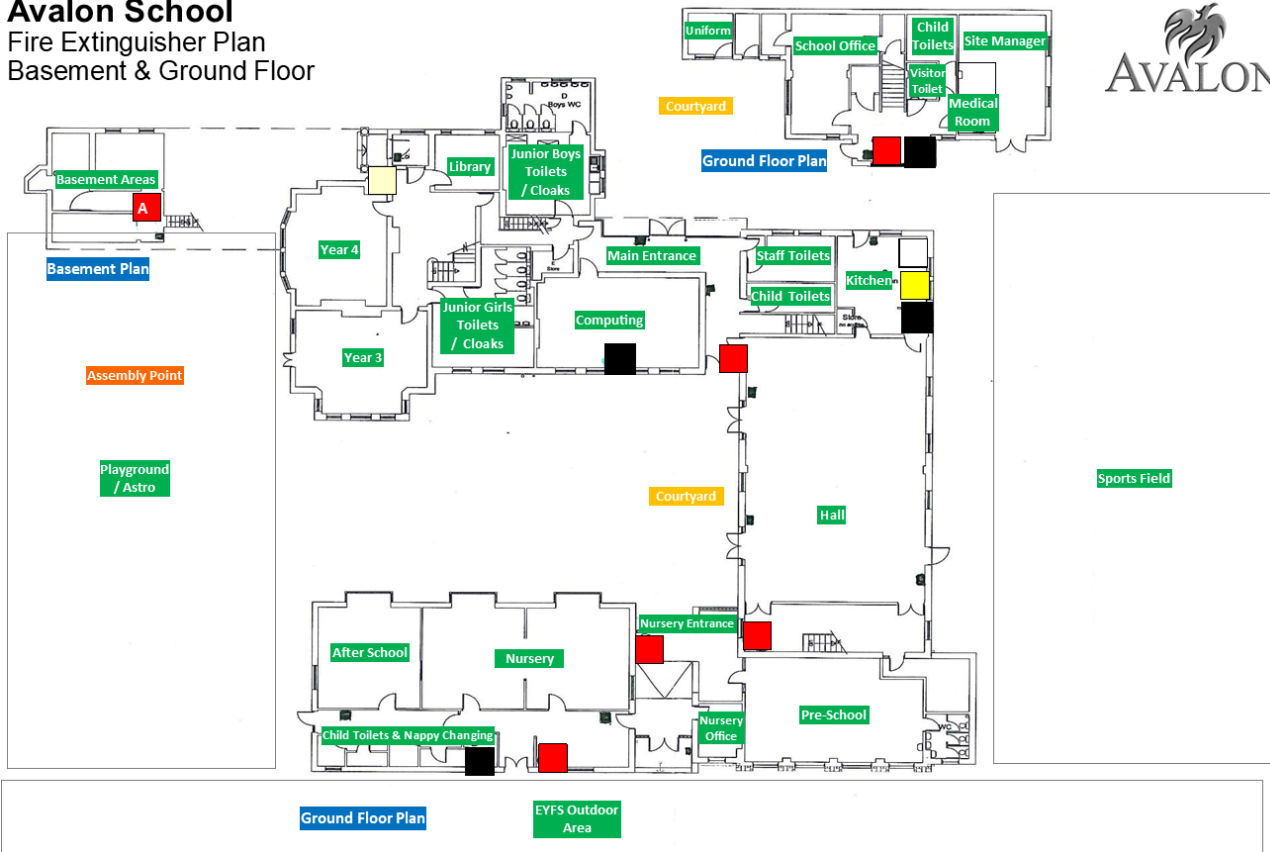 Avalon School
Fire Extinguisher Plan
Basement & Ground Floor
AVALON
Uniform
School Office
Child
Toilets
Site Manager
Visitor
Toilet
Medical
Room
Courtyard
Ground Floor Plan
D
Boys WC
Library
Junior Boys
Toilets
/ Cloaks
Basement Areas
A
Basement Plan
Year 4
Main Entrance
Store
Staff Toilets
Kitchen
Child Toilets
Junior Girls
Toilets
/ Cloaks
Computing
Store
Year 3
Assembly Point
Playground
/ Astro
Courtyard
Hall
Sports Field
Nursery Entrance
After School
Nursery
Child Toilets & Nappy Changing
Nursery
Office
Pre-School
WC
Ground Floor Plan
EYFS Outdoor
Area